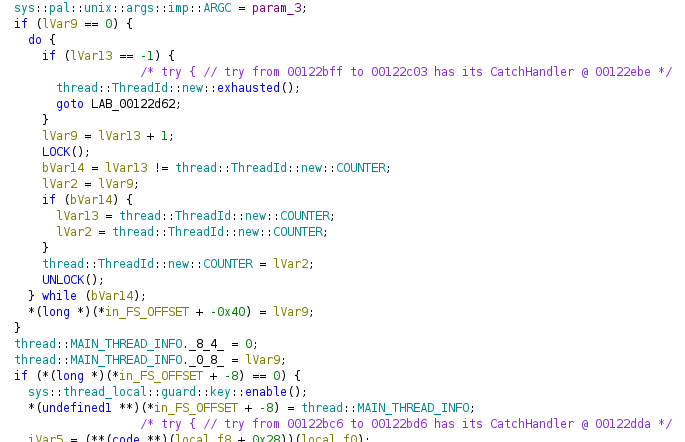 sys::pal::unix::args::imp::ARGC = param_3;
if (lVar9 == 0) {
do {
if (lVar13 == -1) {
/* try { // try from 00122bff to 00122c03 has its CatchHandler @ 00122ebe */
thread::ThreadId::new::exhausted();
goto LAB_00122d62;
}
lVar9 = lVar13 + 1;
LOCK();
bVar14 = lVar13 != thread::ThreadId::new::COUNTER;
lVar2 = lVar9;
if (bVar14) {
lVar13 = thread::ThreadId::new::COUNTER;
lVar2 = thread::ThreadId::new::COUNTER;
}
thread::ThreadId::new::COUNTER = lVar2;
UNLOCK();
} while (bVar14);
*(long *)(*in_FS_OFFSET + -0x40) = lVar9;
}
thread::MAIN_THREAD_INFO._8_4_ = 0;
thread::MAIN_THREAD_INFO._0_8_ = lVar9;
if (*(long *)(*in_FS_OFFSET + -8) == 0) {
sys::thread_local::guard::key::enable();
*(undefined1 **)(*in_FS_OFFSET + -8) = thread::MAIN_THREAD_INFO;
/* try { // try from 00122bc6 to 00122bd6 has its CatchHandler @ 00122dda */
iVar5 = (**(code **)(local_f8 + 0x28))(local_f0);